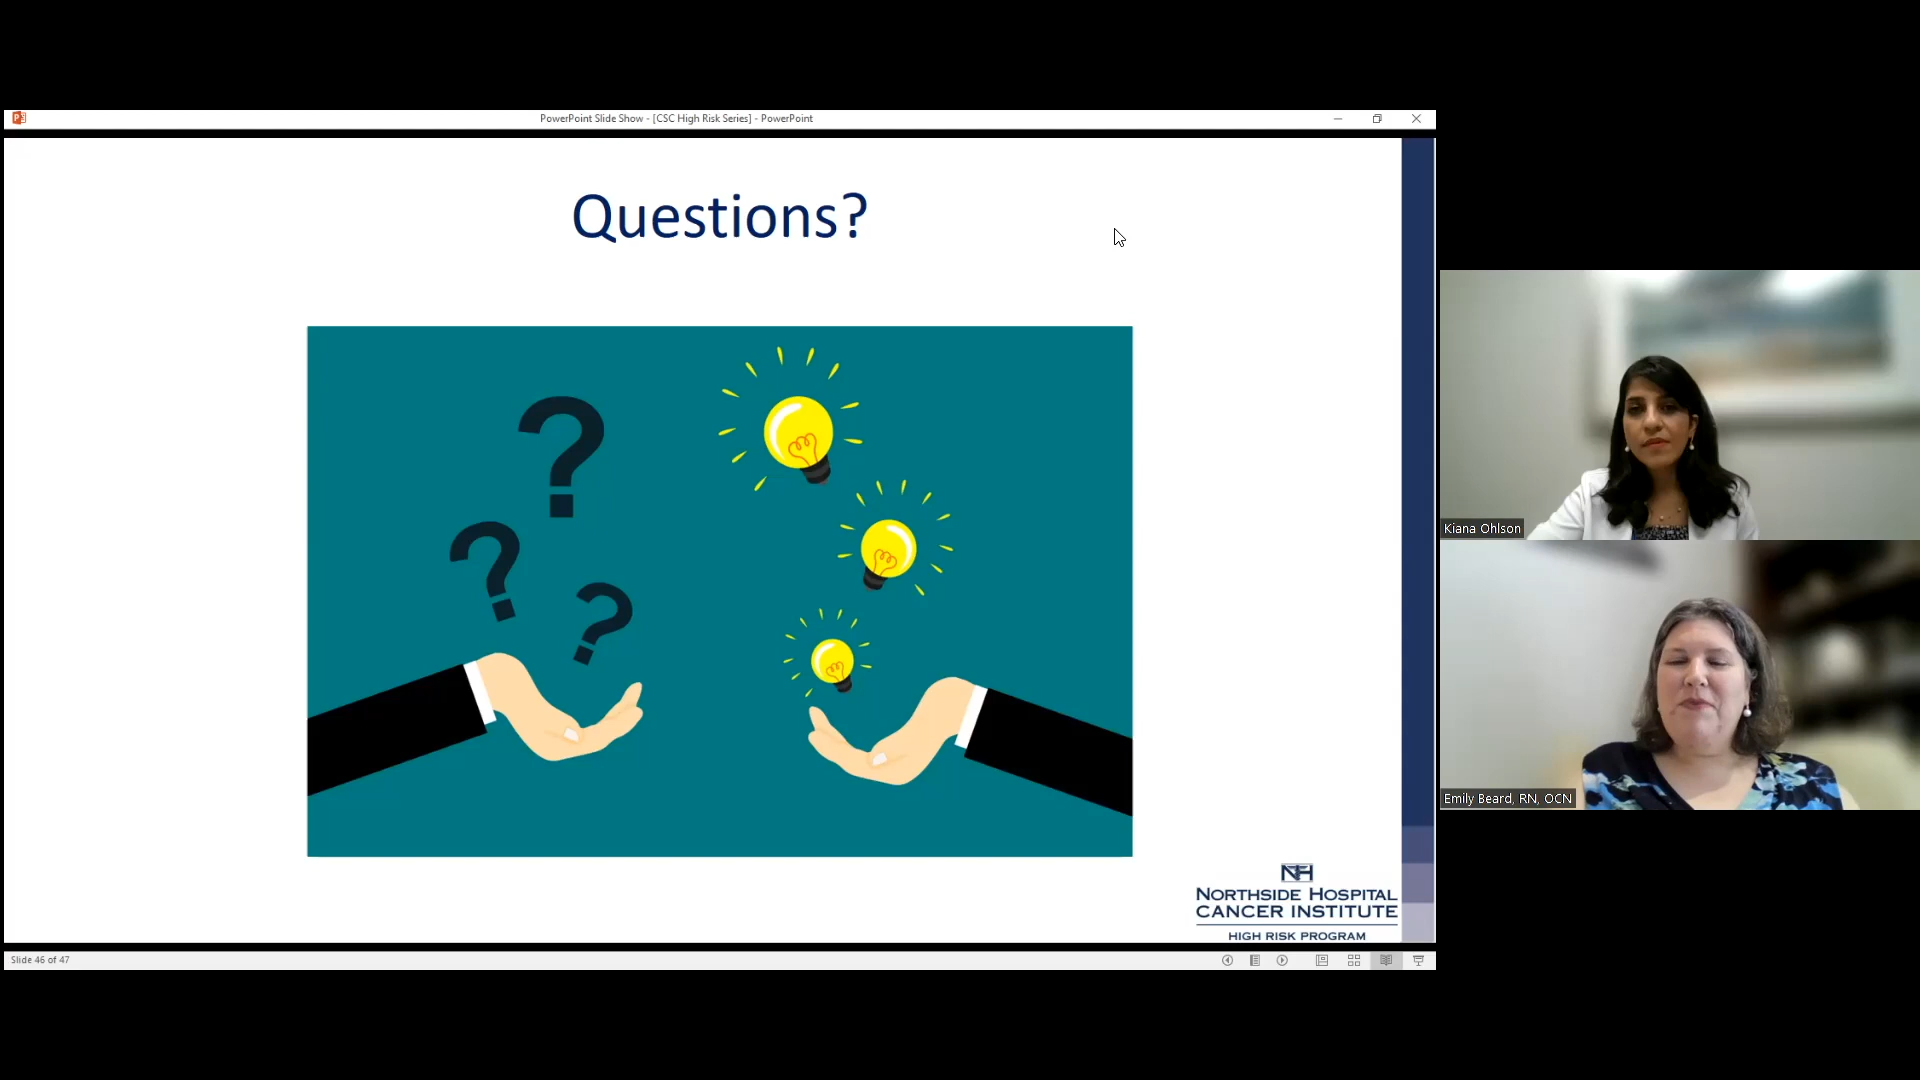 PowerPoint Slide Show - [CSC High Risk Series] - PowerPoint
Questions?
?
?
?
NH
NORTHSIDE HOSPITAL
CANCER INSTITUTE
HIGH RISK PROGRAM
Slide 46 of 47
Kiana Ohlson
Emily Beard, RN, OCN